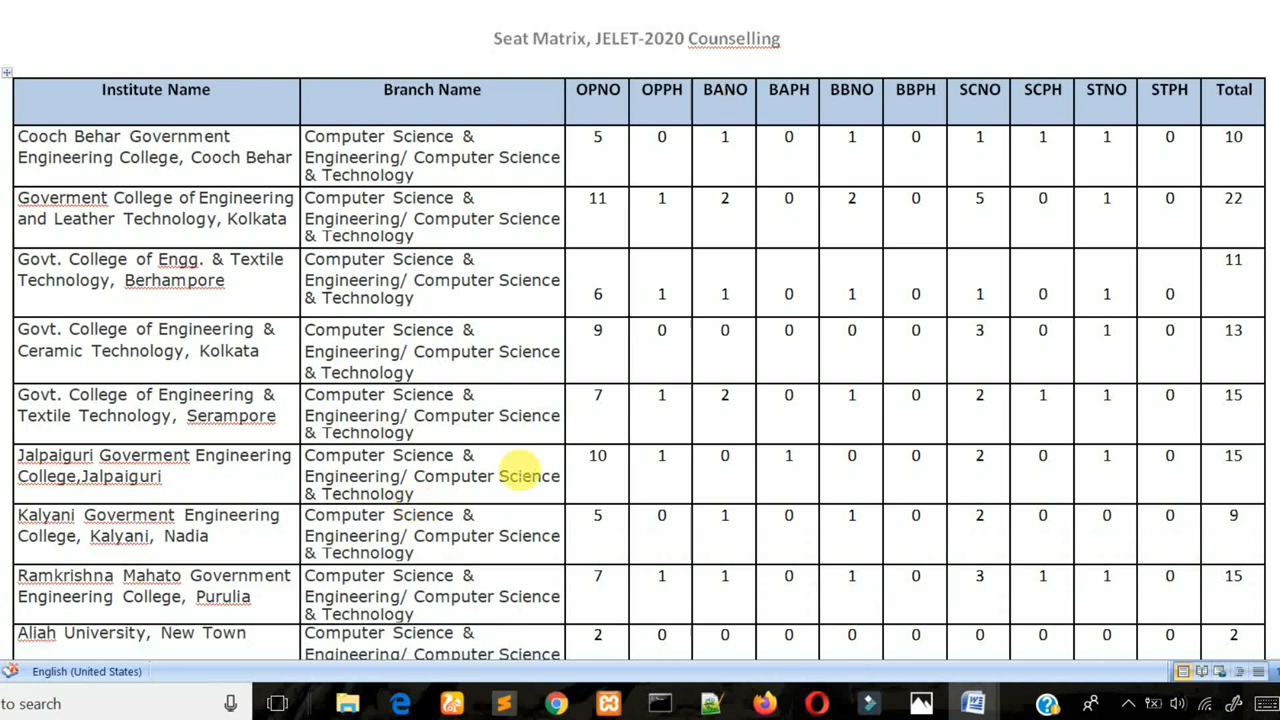 Seat Matrix, JELET-2020 Counselling
Institute Name Branch Name OPNO OPPH BANO BAPH BBNO BBPH SCNO SCPH STNO STPH Total
Cooch Behar Government Computer Science & 5 0 1 0 1 0 1 1 1 0 10
Engineering College, Cooch Behar Engineering/ Computer Science
& Technology
Goverment College of Engineering Computer Science & 11 1 2 0 2 0 5 0 1 0 22
and Leather Technology, Kolkata Engineering/ Computer Science
& Technology
Govt. College of Engg. & Textile Computer Science & 11
Technology, Berhampore Engineering/ Computer Science
& Technology 6 1 1 0 1 0 1 0 1 0
Govt. College of Engineering & Computer Science & 9 0 0 0 0 0 3 0 1 0 13
Ceramic Technology, Kolkata Engineering/ Computer Science
& Technology
Govt. College of Engineering & Computer Science & 7 1 2 0 1 0 2 1 1 0 15
Textile Technology, Serampore Engineering/ Computer Science
& Technology
Jalpaiguri Goverment Engineering Computer Science & 10 1 0 1 0 0 2 0 1 0 15
College,Jalpaiguri Engineering/ Computer Science
& Technology
Kalyani Goverment Engineering Computer Science & 5 0 1 0 1 0 2 0 0 0 9
College, Kalyani, Nadia Engineering/ Computer Science
& Technology
Ramkrishna Mahato Government Computer Science & 7 1 1 0 1 0 3 1 1 0 15
Engineering College, Purulia Engineering/ Computer Science
& Technology
Aliah University, New Town Computer Science & 2 0 0 0 0 0 0 0 0 0 2
Engineering/ Computer Science
English (United States)
to search